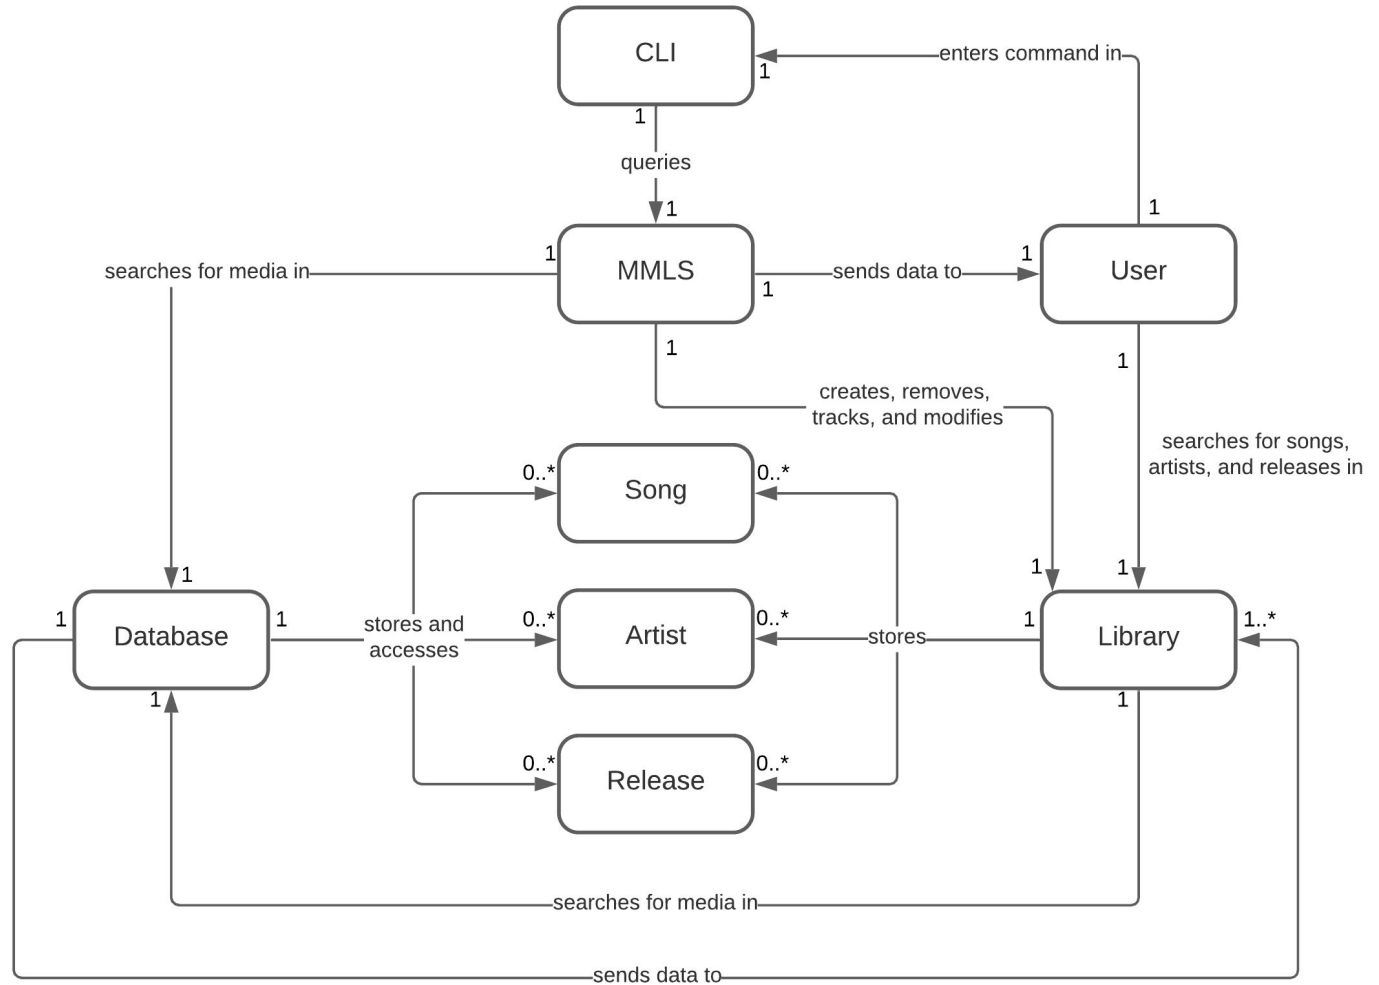 CLI
enters command in
1
1
queries
1
1
1
MMLS
1
sends data to
1
User
searches for media in
1
1
1
creates, removes,
tracks, and modifies
searches for songs,
artists, and releases in
0..*
Song
0..*
1
1
1
1
Database
1
stores and
accesses
0..*
Artist
0..*
stores
1
Library
1..*
1
1
0..*
Release
0..*
searches for media in
sends data to